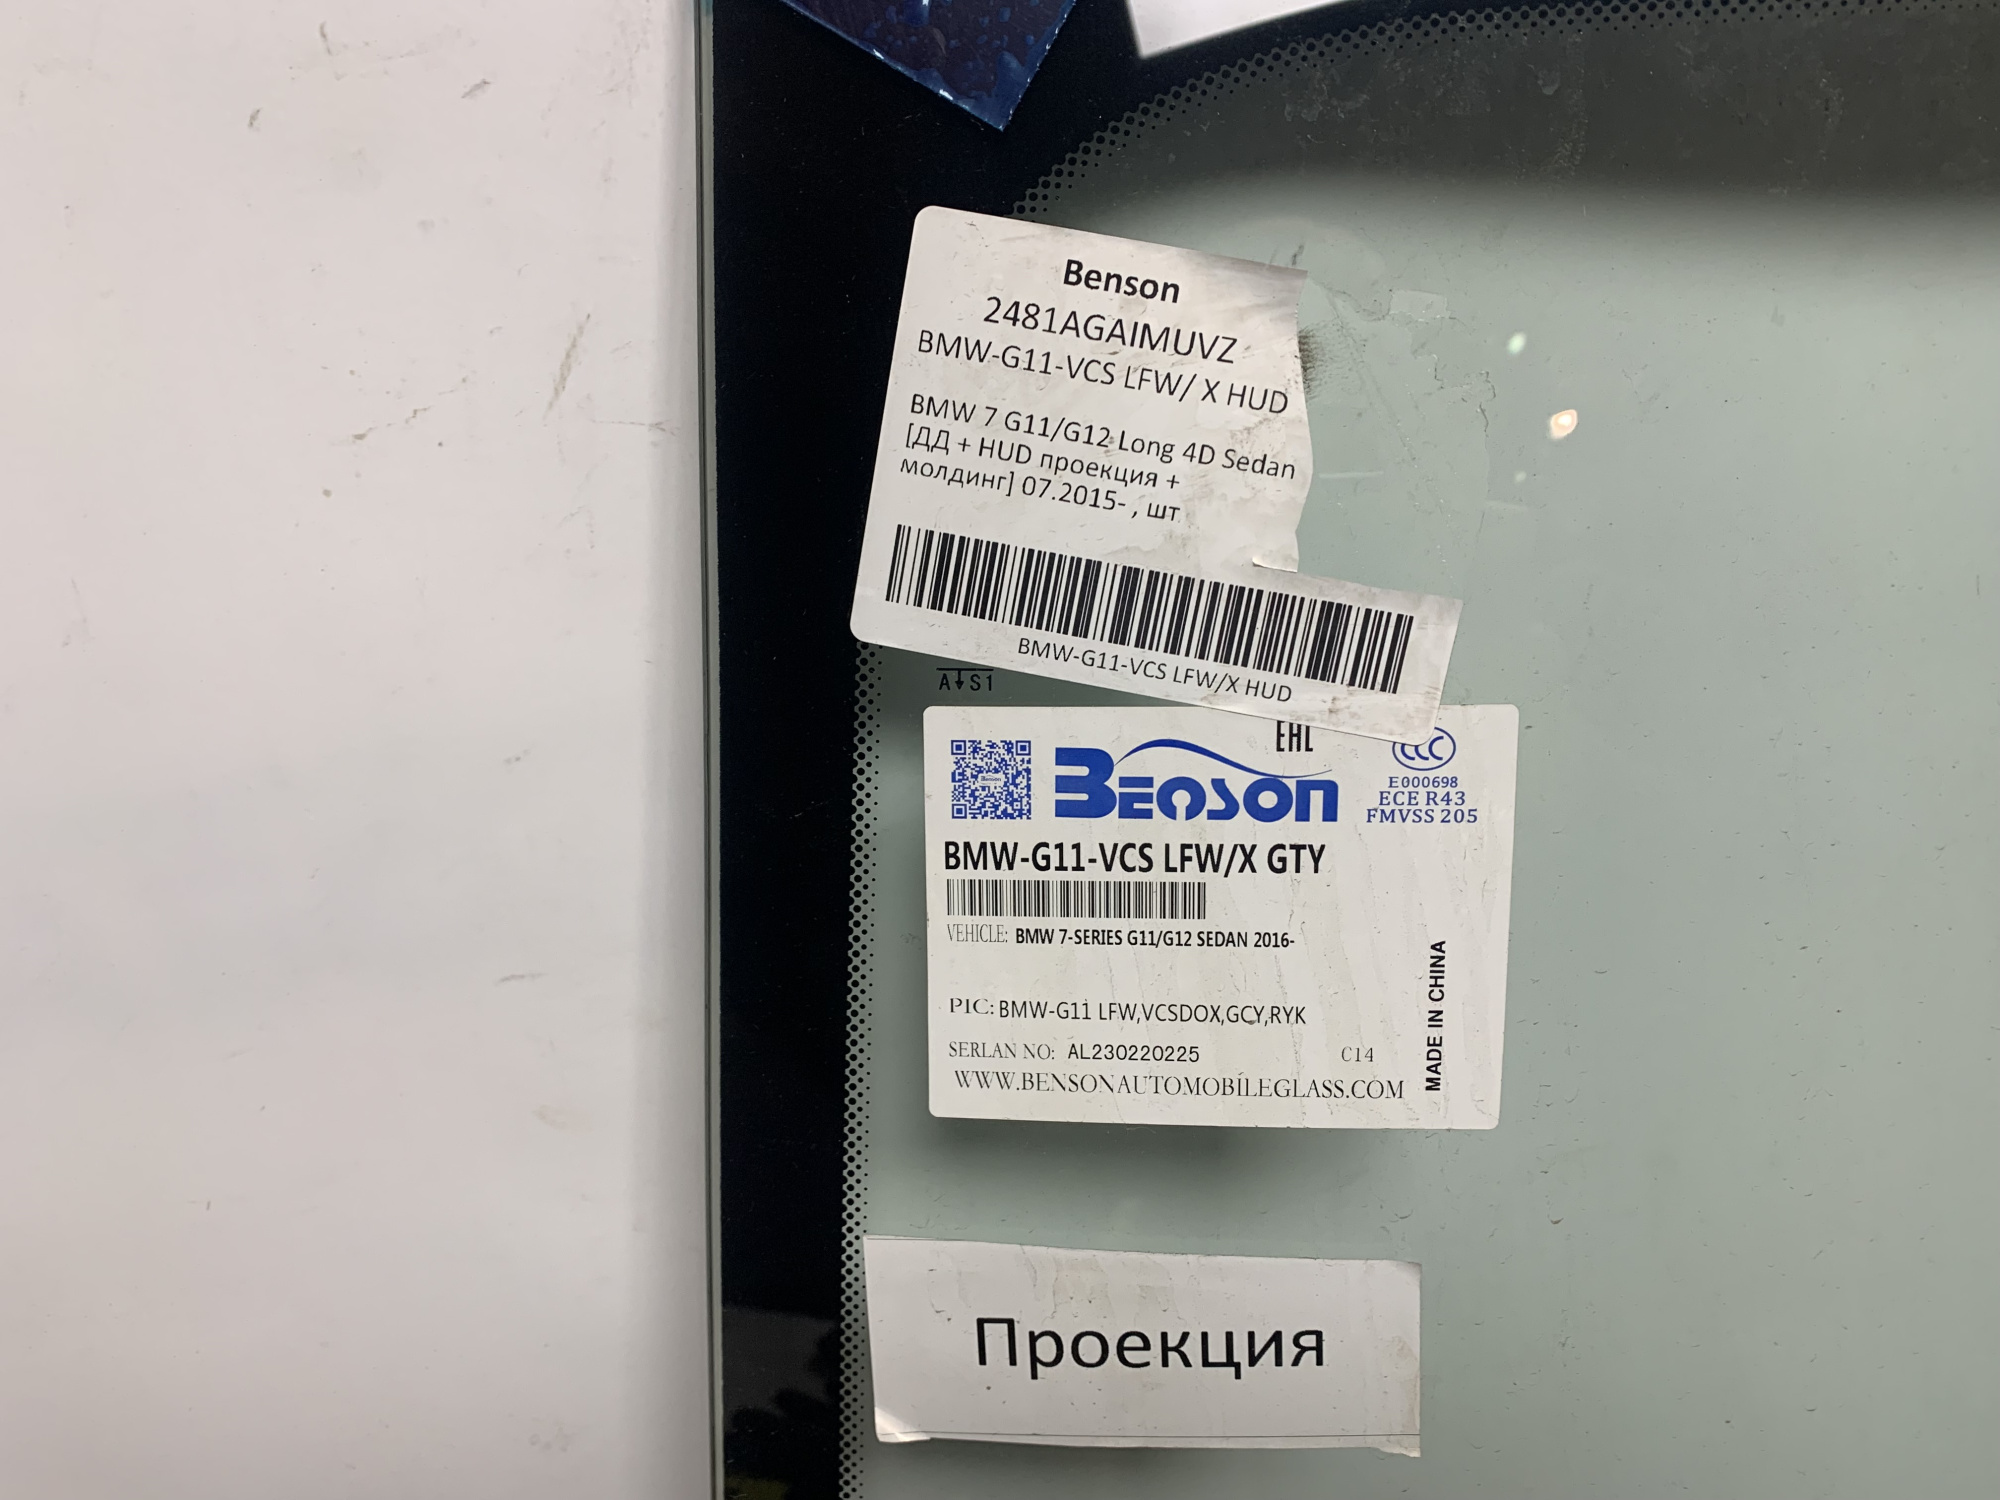 Benson
2481AGAIMUVZ
BMW-G11-VCS LFW/ X HUD
BMW 7 G11/G12 Long 4D Sedan
[ДД + HUD проекция +
молдинг] 07.2015- , шт
BMW-G11-VCS LFW/X HUD
A↓S1
EAC
BENSON
CCC
E000698
ECE R43
FMVSS 205
BMW-G11-VCS LFW/X GTY
VEHICLE: BMW 7-SERIES G11/G12 SEDAN 2016-
PIC: BMW-G11 LFW,VCSDOX,GCY,RYK
SERLAN NO: AL230220225 C14
WWW.BENSONAUTOMOBÍLEGLASS.COM
MADE IN CHINA
Проекция